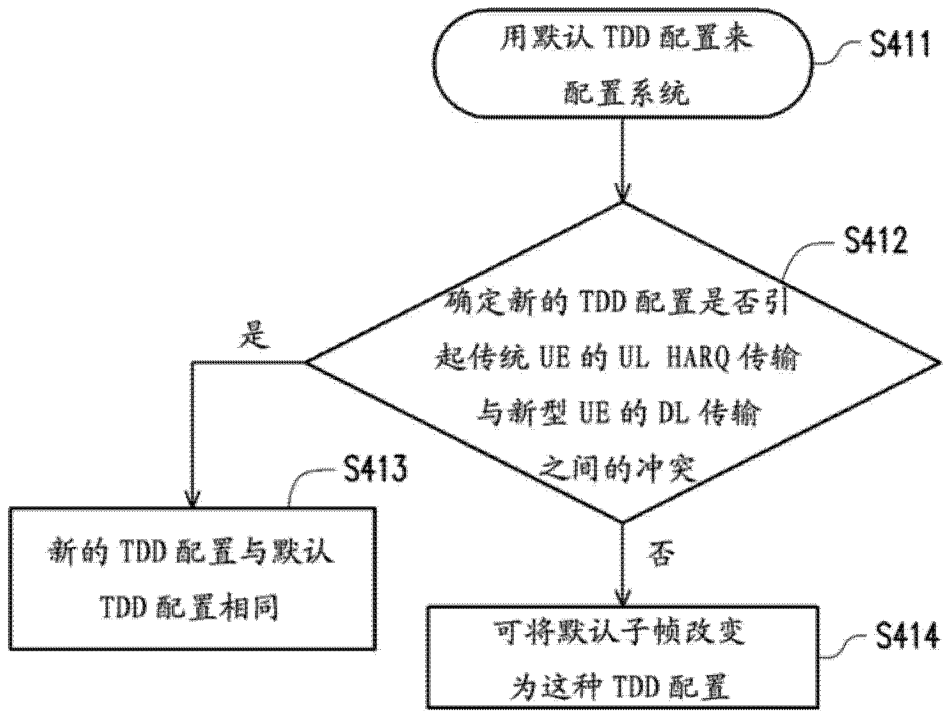 用默认 TDD 配置来
配置系统
S411
S412
确定新的 TDD 配置是否引
起传统 UE 的 UL HARQ 传输
与新型 UE 的 DL 传输
之间的冲突
是
S413
新的 TDD 配置与默认
TDD 配置相同
否
可将默认子帧改变
为这种 TDD 配置
S414